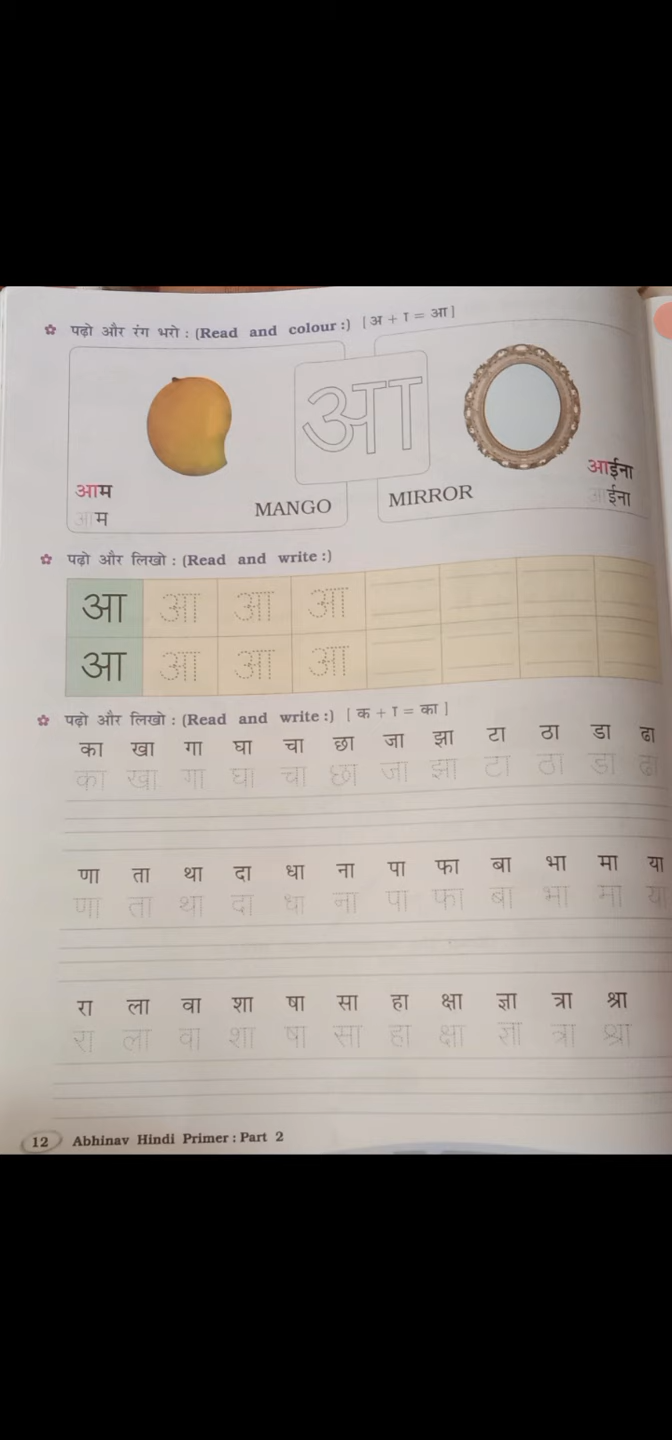 पढ़ो और रंग भरो : (Read and colour :) [ अ + ा = आ ]
आ
आम
आईना
आम
MANGO
MIRROR
आईना
पढ़ो और लिखो : (Read and write :)
आ आ आ आ
आ आ आ आ
पढ़ो और लिखो : (Read and write :) [ क + ा = का ]
का खा गा घा चा छा जा झा टा ठा डा ढा
का खा गा घा चा छा जा झा टा ठा डा ढा
णा ता था दा धा ना पा फा बा भा मा या
णा ता था दा धा ना पा फा बा भा मा या
रा ला वा शा षा सा हा क्षा ज्ञा त्रा श्रा
रा ला वा शा षा सा हा क्षा ज्ञा त्रा श्रा
12 Abhinav Hindi Primer : Part 2